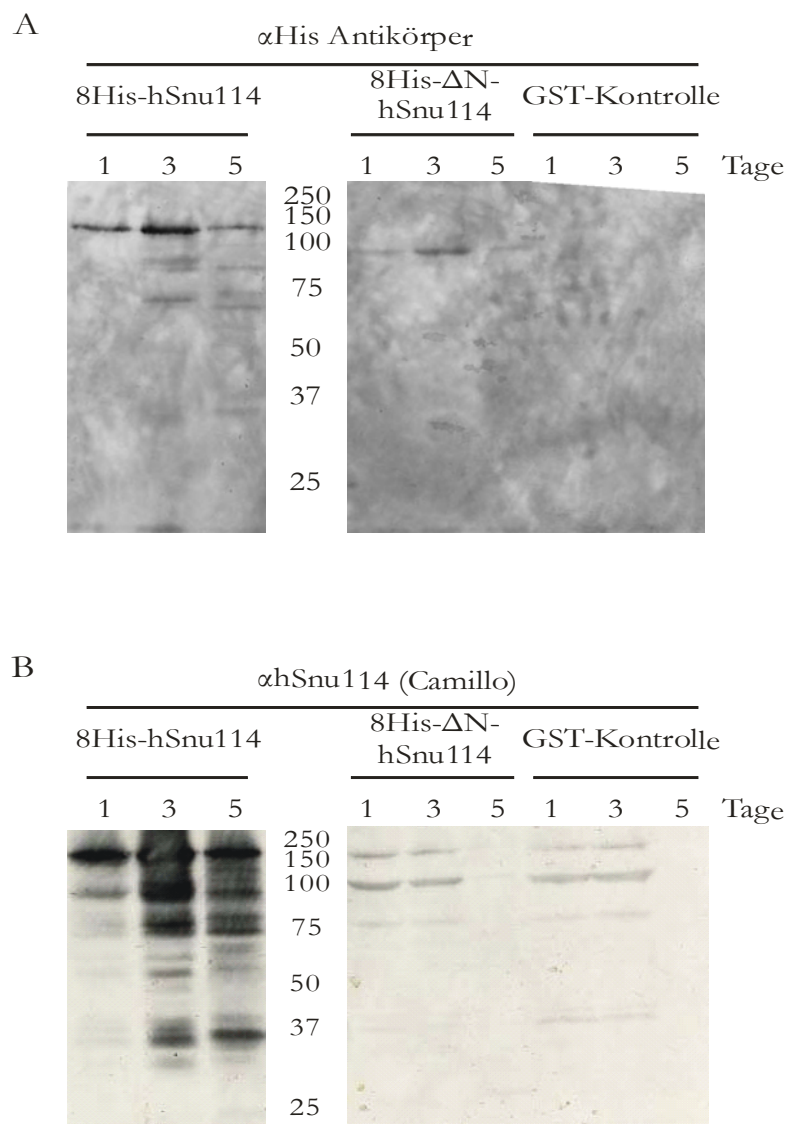 A
αHis Antikörper
8His-hSnu114
8His-ΔN-
hSnu114
GST-Kontrolle
1 3 5 1 3 5 1 3 5 Tage
250
150
100
75
50
37
25
B
αhSnu114 (Camillo)
8His-hSnu114
8His-ΔN-
hSnu114
GST-Kontrolle
1 3 5 1 3 5 1 3 5 Tage
250
150
100
75
50
37
25